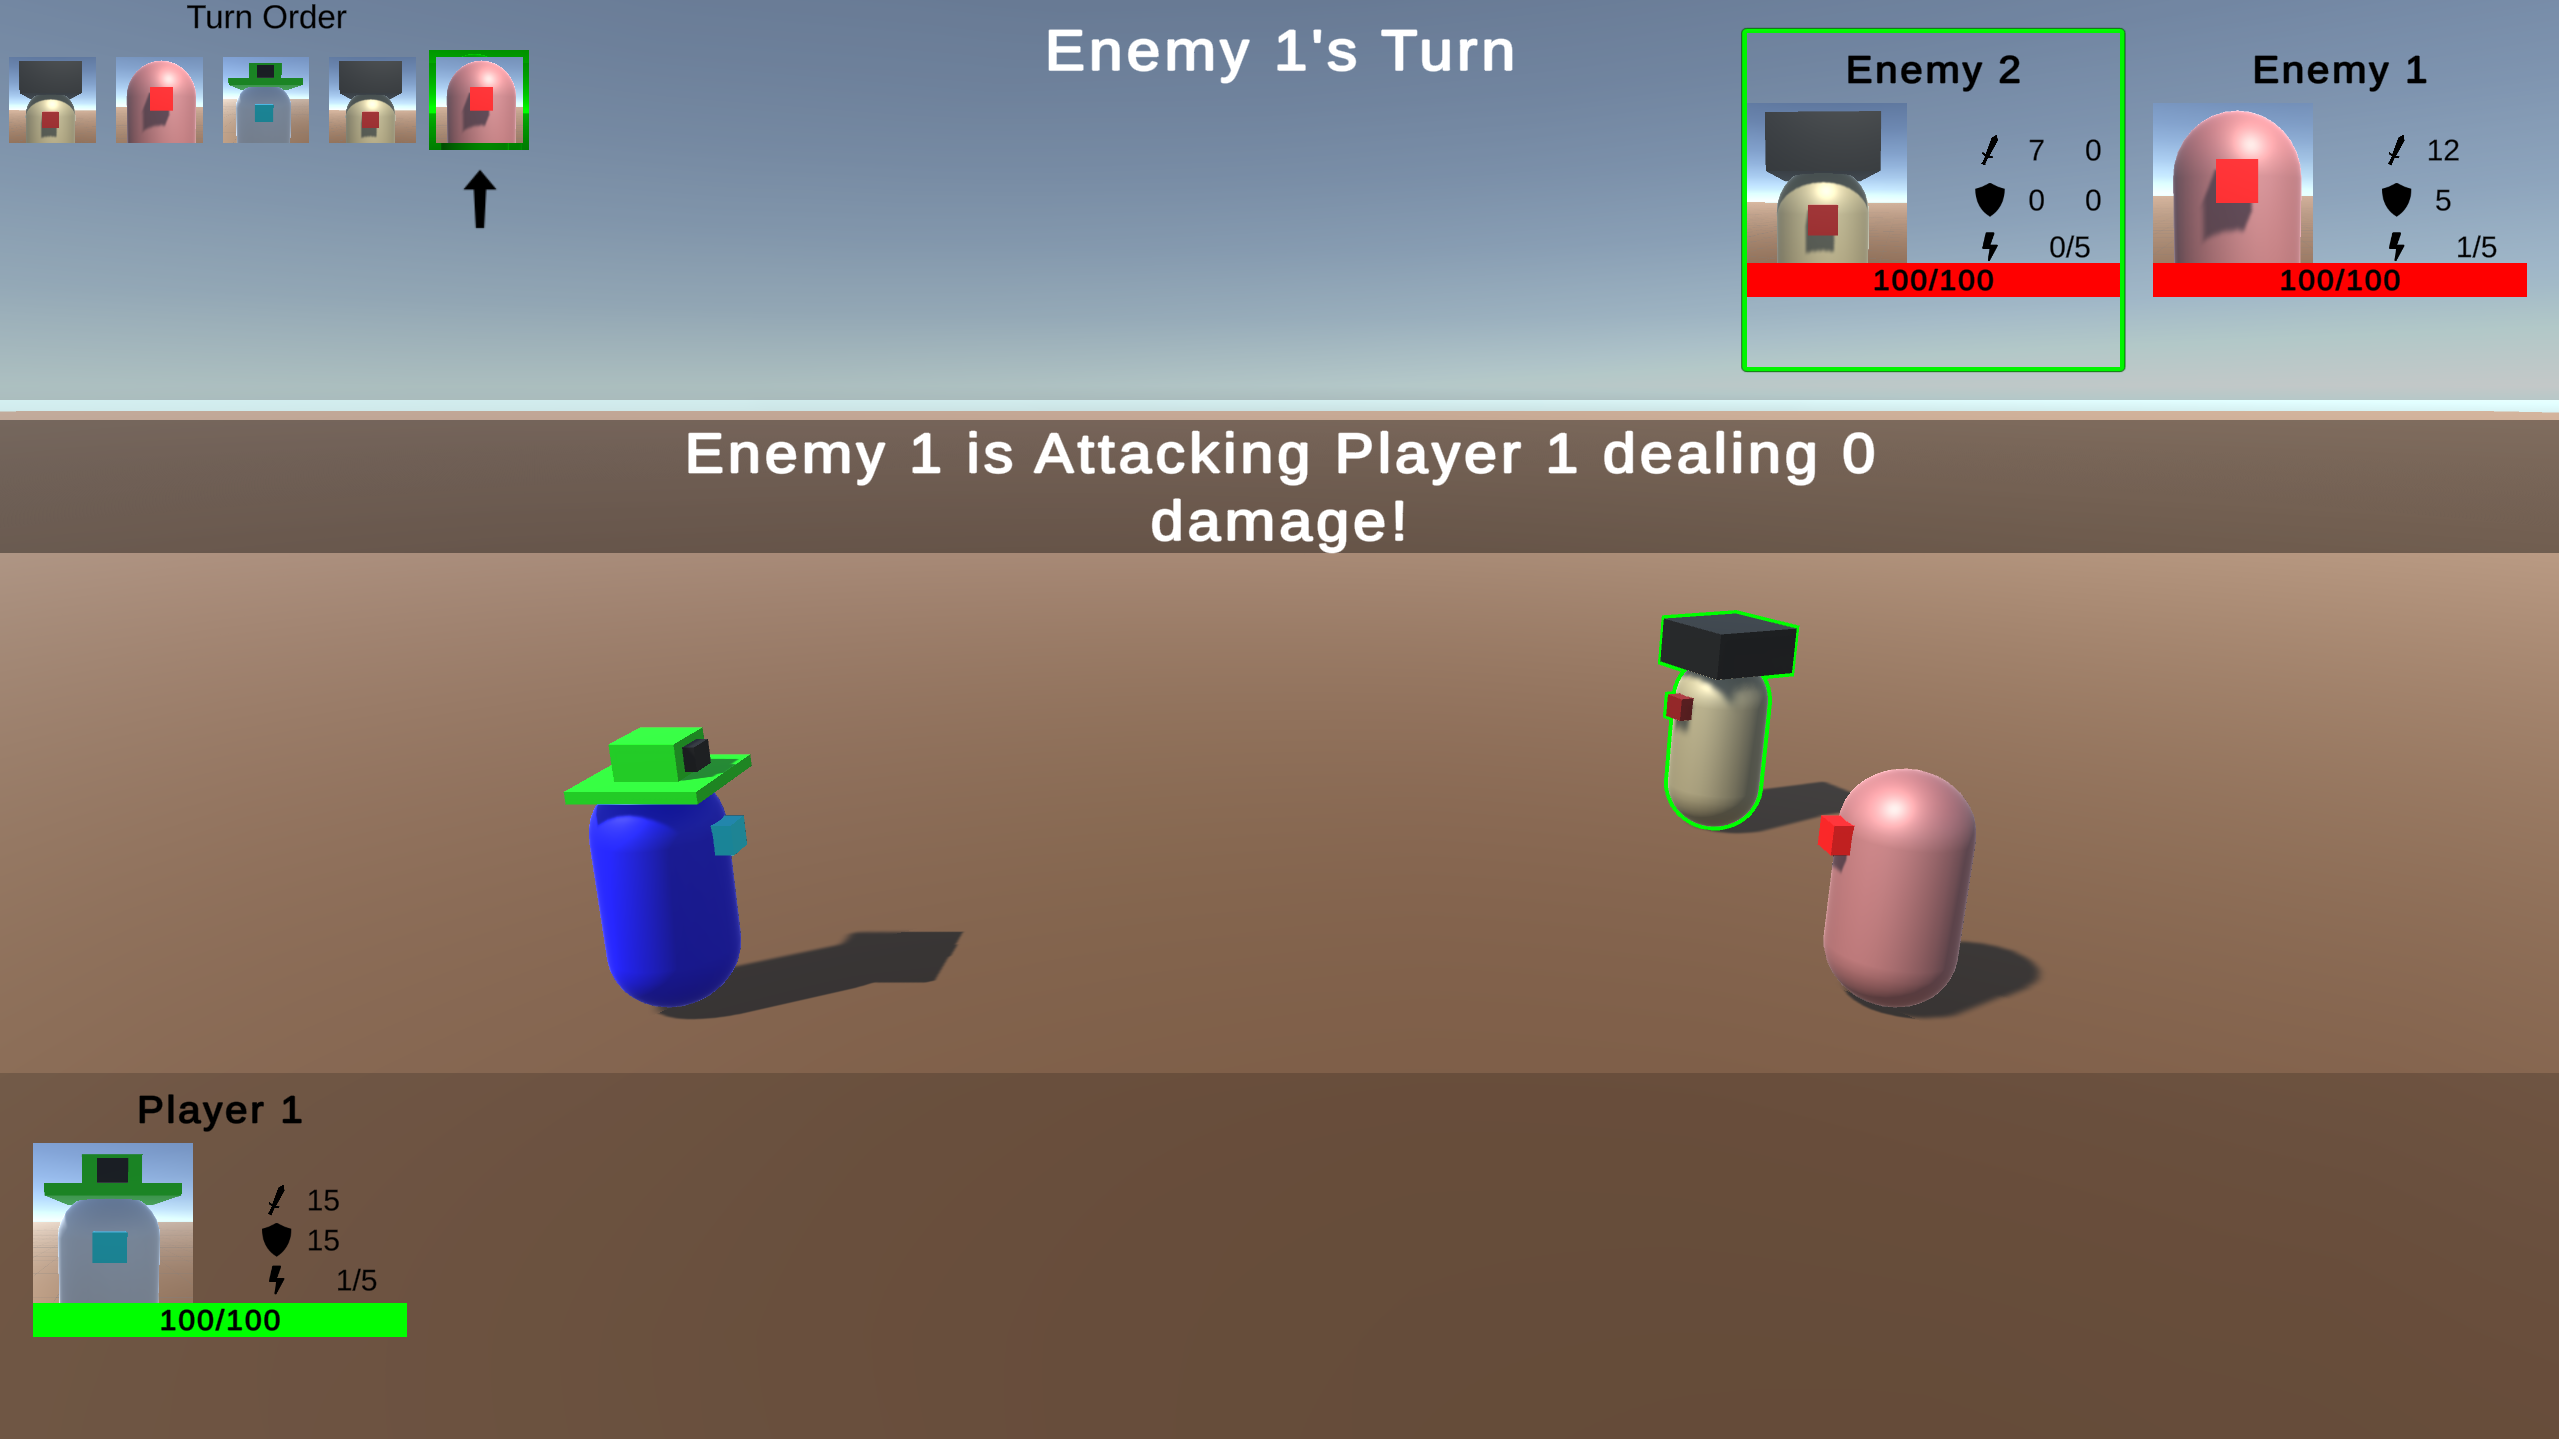 Turn Order
Enemy 1's Turn
Enemy 2
7 0
0 0
0/5
100/100
Enemy 1
12
5
1/5
100/100
Enemy 1 is Attacking Player 1 dealing 0
damage!
Player 1
15
15
1/5
100/100